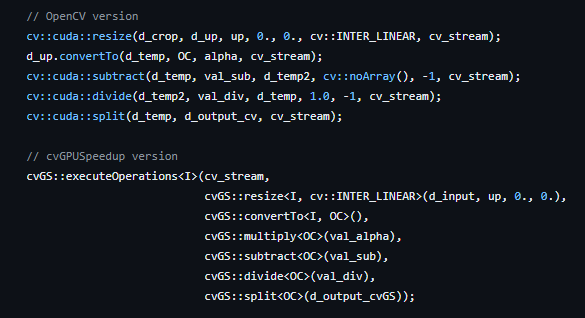 // OpenCV version
cv::cuda::resize(d_crop, d_up, up, 0., 0., cv::INTER_LINEAR, cv_stream);
d_up.convertTo(d_temp, OC, alpha, cv_stream);
cv::cuda::subtract(d_temp, val_sub, d_temp2, cv::noArray(), -1, cv_stream);
cv::cuda::divide(d_temp2, val_div, d_temp, 1.0, -1, cv_stream);
cv::cuda::split(d_temp, d_output_cv, cv_stream);

// cvGPUSpeedup version
cvGS::executeOperations<I>(cv_stream,
                           cvGS::resize<I, cv::INTER_LINEAR>(d_input, up, 0., 0.),
                           cvGS::convertTo<I, OC>(),
                           cvGS::multiply<OC>(val_alpha),
                           cvGS::subtract<OC>(val_sub),
                           cvGS::divide<OC>(val_div),
                           cvGS::split<OC>(d_output_cvGS));